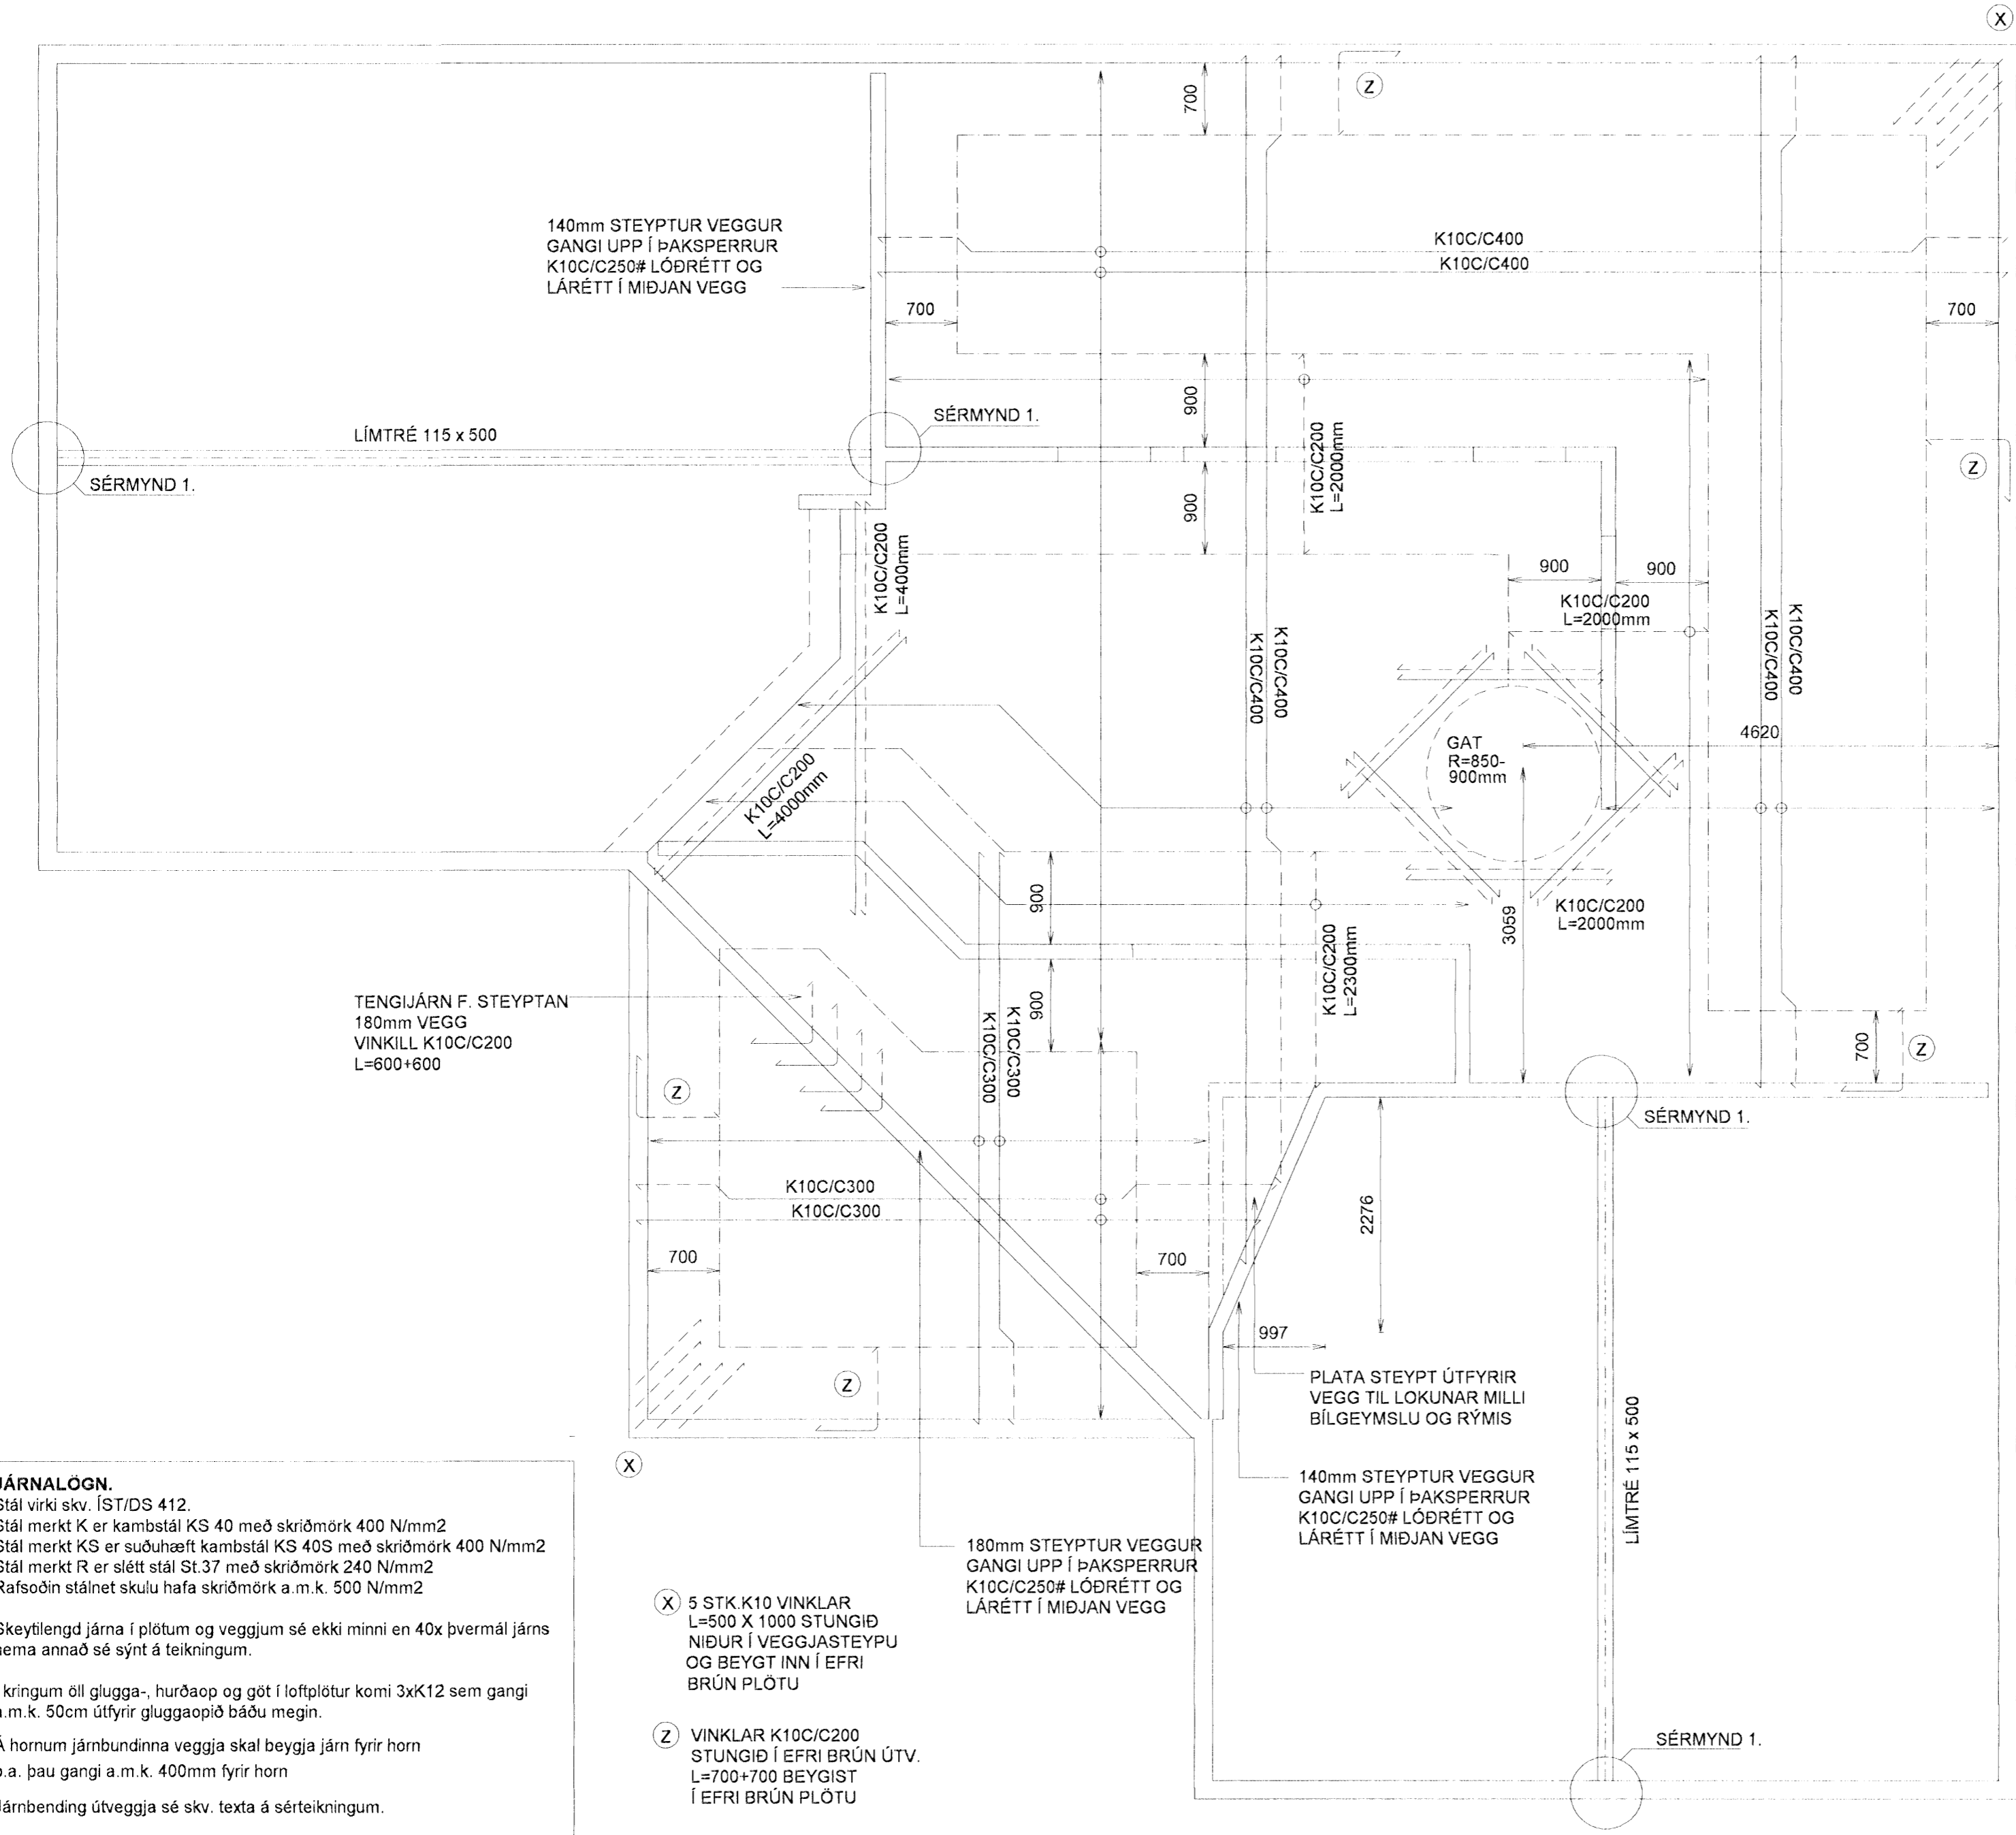 X
Z
700
140mm STEYPTUR VEGGUR
GANGI UPP Í ÞAKSPERRUR
K10C/C250# LÓÐRÉTT OG
LÁRÉTT Í MIÐJAN VEGG
K10C/C400
K10C/C400
700
700
900
SÉRMYND 1.
LÍMTRÉ 115 x 500
SÉRMYND 1.
Z
K10C/C200
L=2000mm
900
K10C/C200
L=400mm
900
900
K10C/C200
L=2000mm
K10C/C400
K10C/C400
K10C/C400
K10C/C400
4620
GAT
R=850-
900mm
K10C/C200
L=4000mm
900
3059
K10C/C200
L=2000mm
K10C/C200
L=2300mm
TENGIJÁRN F. STEYPTAN
180mm VEGG
VINKILL K10C/C200
L=600+600
900
K10C/C300
K10C/C300
700
Z
Z
SÉRMYND 1.
K10C/C300
K10C/C300
2276
700
700
997
Z
PLATA STEYPT ÚTFYRIR
VEGG TIL LOKUNAR MILLI
BÍLGEYMSLU OG RÝMIS
LÍMTRÉ 115 x 500
X
140mm STEYPTUR VEGGUR
GANGI UPP Í ÞAKSPERRUR
K10C/C250# LÓÐRÉTT OG
LÁRÉTT Í MIÐJAN VEGG
180mm STEYPTUR VEGGUR
GANGI UPP Í ÞAKSPERRUR
K10C/C250# LÓÐRÉTT OG
LÁRÉTT Í MIÐJAN VEGG
JÁRNALÖGN.
Stál virki skv. ÍST/DS 412.
Stál merkt K er kambstál KS 40 með skriðmörk 400 N/mm2
Stál merkt KS er suðuhæft kambstál KS 40S með skriðmörk 400 N/mm2
Stál merkt R er slétt stál St.37 með skriðmörk 240 N/mm2
Rafsoðin stálnet skulu hafa skriðmörk a.m.k. 500 N/mm2
Skeytilengd járna í plötum og veggjum sé ekki minni en 40x þvermál járns
nema annað sé sýnt á teikningum.
kringum öll glugga-, hurðaop og göt í loftplötur komi 3xK12 sem gangi
a.m.k. 50cm útfyrir gluggaopið báðu megin.
Á hornum járnbundinna veggja skal beygja járn fyrir horn
þ.a. þau gangi a.m.k. 400mm fyrir horn
Járnbending útveggja sé skv. texta á sérteikningum.
X 5 STK.K10 VINKLAR
L=500 X 1000 STUNGIÐ
NIÐUR Í VEGGJASTEYPU
OG BEYGT INN Í EFRI
BRÚN PLÖTU
Z VINKLAR K10C/C200
STUNGIÐ Í EFRI BRÚN ÚTV.
L=700+700 BEYGIST
Í EFRI BRÚN PLÖTU
SÉRMYND 1.